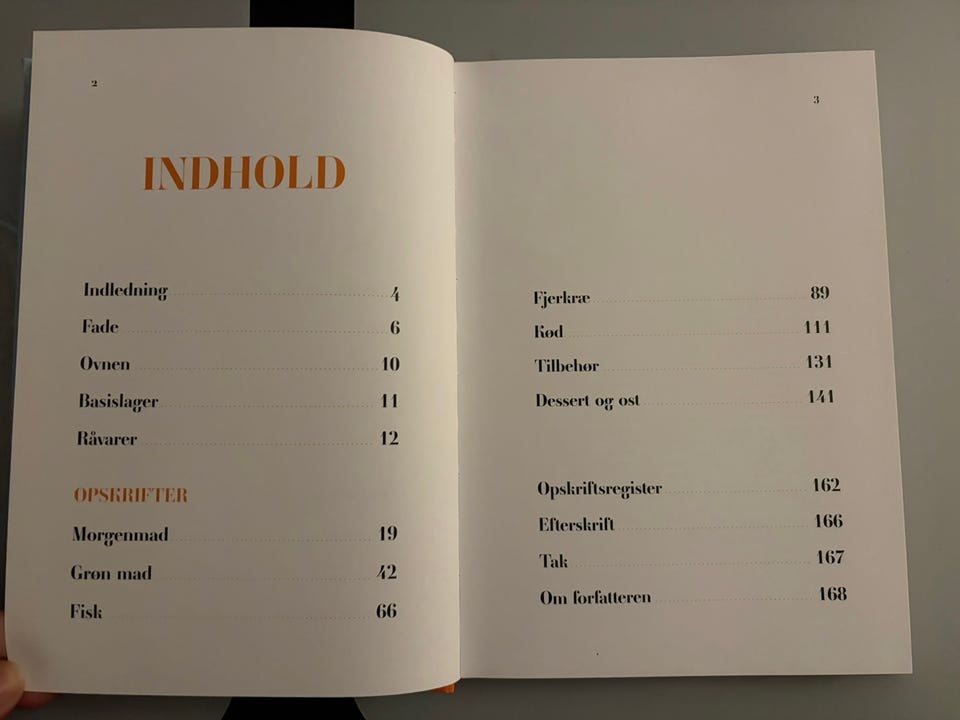 2
INDHOLD
Indledning 4
Fade 6
Ovnen 10
Basislager 11
Råvarer 12
OPSKRIFTER
Morgenmad 19
Grøn mad 42
Fisk 66
3
Fjerkræ 89
Kød 111
Tilbehør 131
Dessert og ost 141
Opskriftsregister 162
Efterskrift 166
Tak 167
Om forfatteren 168